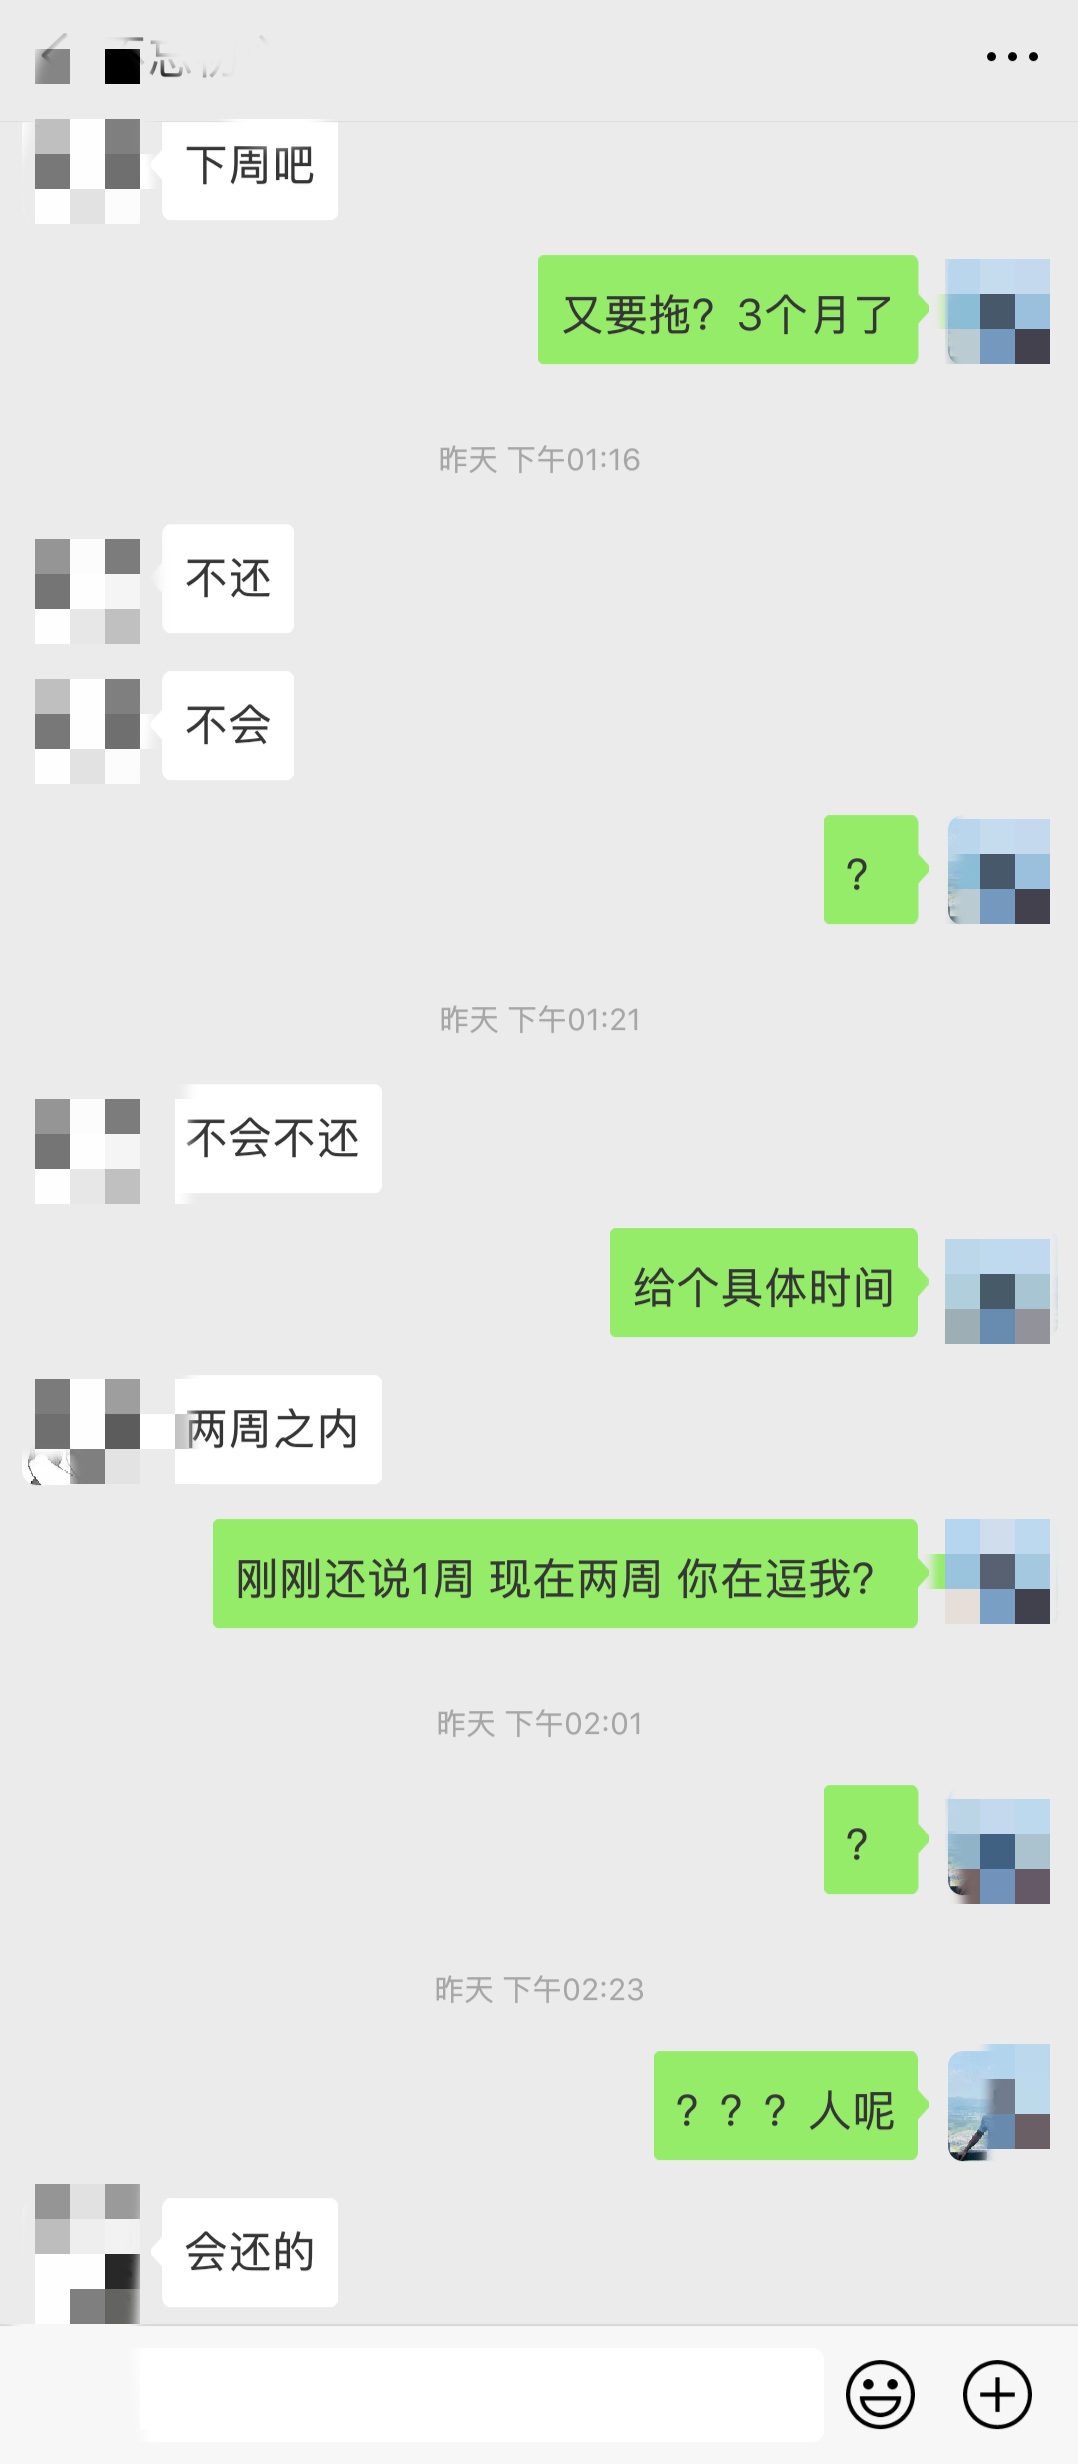 下周吧
又要拖？3个月了
昨天 下午01:16
不还
不会
？
昨天 下午01:21
不会不还
给个具体时间
两周之内
刚刚还说1周 现在两周 你在逗我？
昨天 下午02:01
？
昨天 下午02:23
？？？人呢
会还的